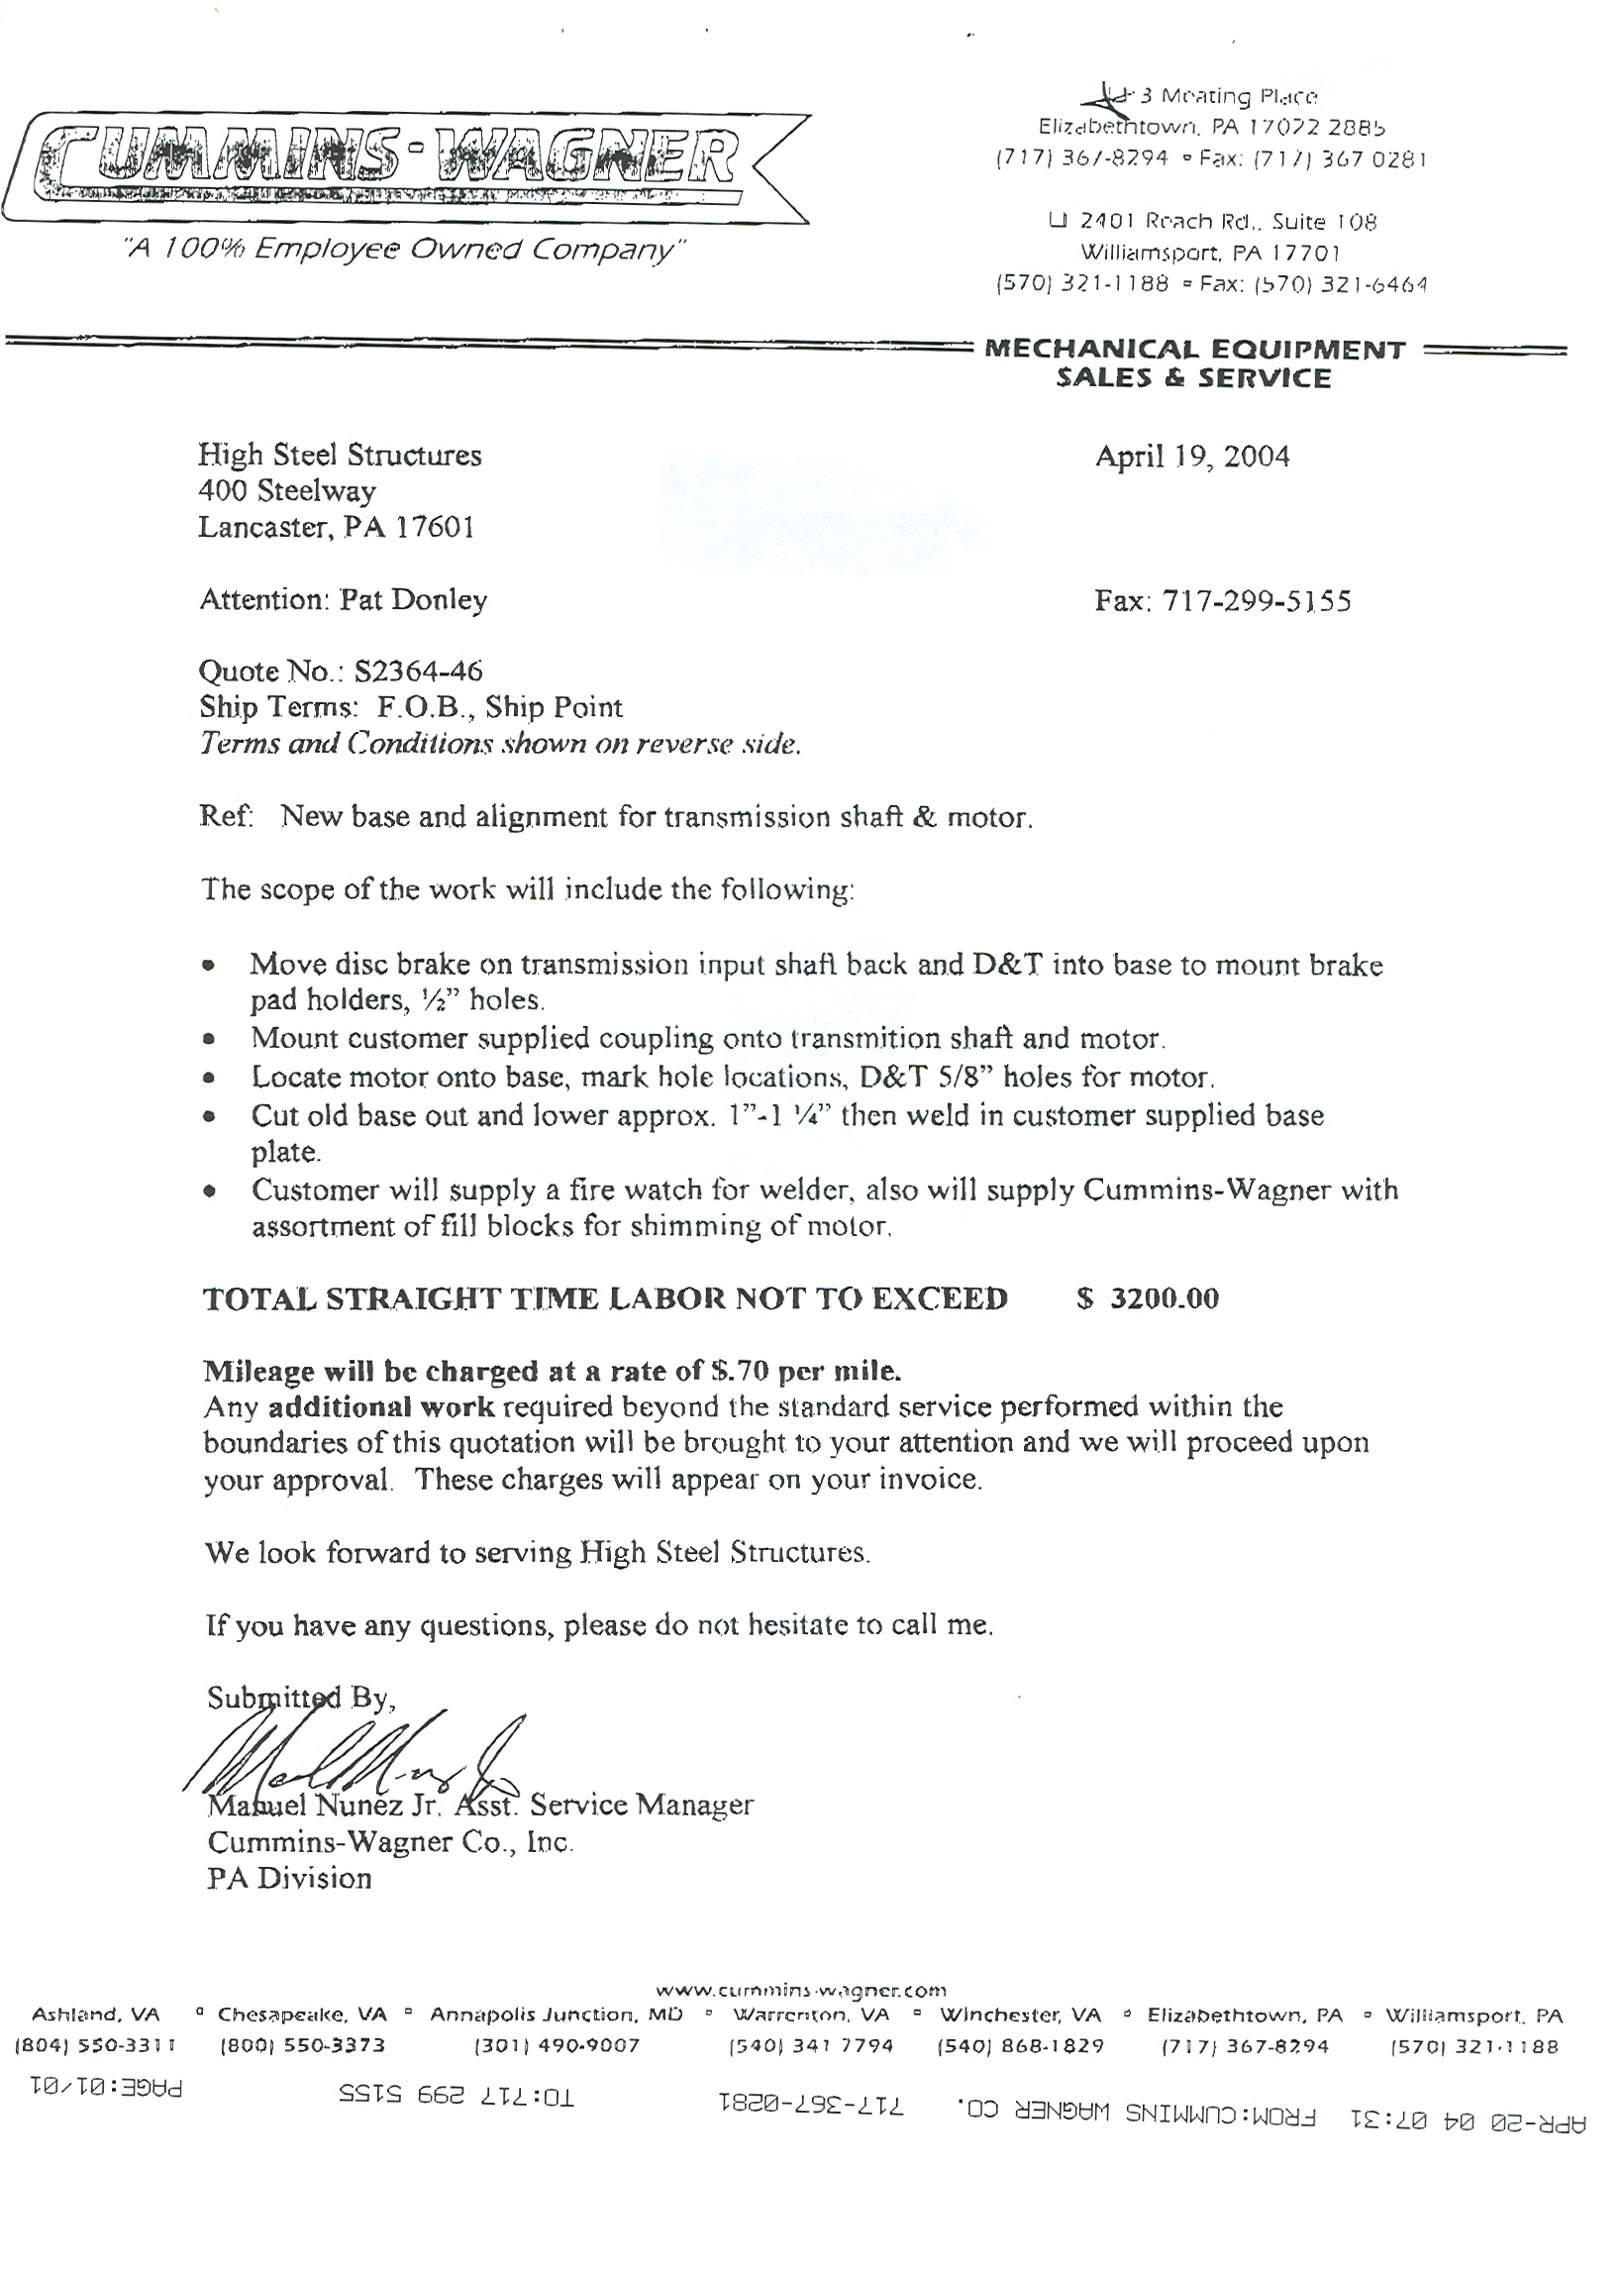 CUMMINS-WAGNER
"A 100% Employee Owned Company"
3 Meating Place
Elizabethtown, PA 17022 2885
(717) 367-8294 ▫ Fax: (717) 367 0281
2401 Reach Rd., Suite 108
Williamsport, PA 17701
(570) 321-1188 ▫ Fax: (570) 321-6464
MECHANICAL EQUIPMENT
SALES & SERVICE
High Steel Structures April 19, 2004
400 Steelway
Lancaster, PA 17601
Attention: Pat Donley Fax: 717-299-5155
Quote No.: S2364-46
Ship Terms: F.O.B., Ship Point
Terms and Conditions shown on reverse side.
Ref: New base and alignment for transmission shaft & motor.
The scope of the work will include the following:
• Move disc brake on transmission input shaft back and D&T into base to mount brake
pad holders, ½” holes.
• Mount customer supplied coupling onto transmition shaft and motor.
• Locate motor onto base, mark hole locations, D&T 5/8” holes for motor.
• Cut old base out and lower approx. 1”-1 ¼” then weld in customer supplied base
plate.
• Customer will supply a fire watch for welder, also will supply Cummins-Wagner with
assortment of fill blocks for shimming of motor.
TOTAL STRAIGHT TIME LABOR NOT TO EXCEED $ 3200.00
Mileage will be charged at a rate of $.70 per mile.
Any additional work required beyond the standard service performed within the
boundaries of this quotation will be brought to your attention and we will proceed upon
your approval. These charges will appear on your invoice.
We look forward to serving High Steel Structures.
If you have any questions, please do not hesitate to call me.
Submitted By,
Manuel Nunez Jr. Asst. Service Manager
Cummins-Wagner Co., Inc.
PA Division
www.cummins-wagner.com
Ashland, VA ▫ Chesapeake, VA ▫ Annapolis Junction, MD ▫ Warrenton, VA ▫ Winchester, VA ▫ Elizabethtown, PA ▫ Williamsport, PA
(804) 550-3311 (800) 550-3373 (301) 490-9007 (540) 341 7794 (540) 868-1829 (717) 367-8294 (570) 321-1188
APR-20 04 07:31 FROM:CUMMINS WAGNER CO. 717-367-0281 TO:717 299 5155 PAGE:01/01